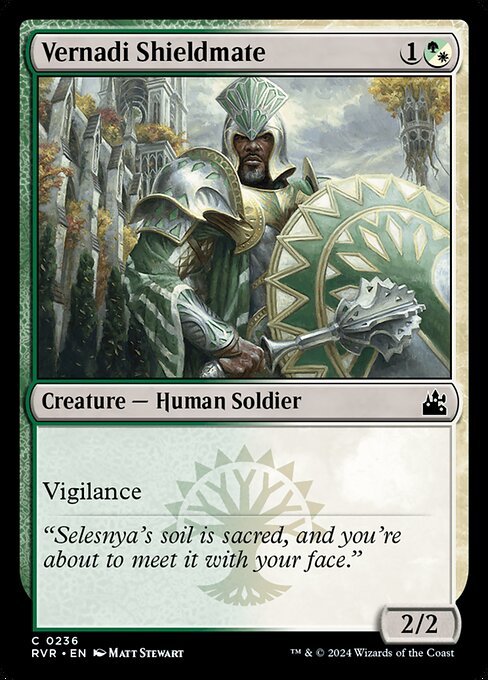 Vernadi Shieldmate 1
Creature — Human Soldier
Vigilance
“Selesnya’s soil is sacred, and you’re
about to meet it with your face.”
2/2
C 0236
RVR • EN Matt Stewart
™ & © 2024 Wizards of the Coast